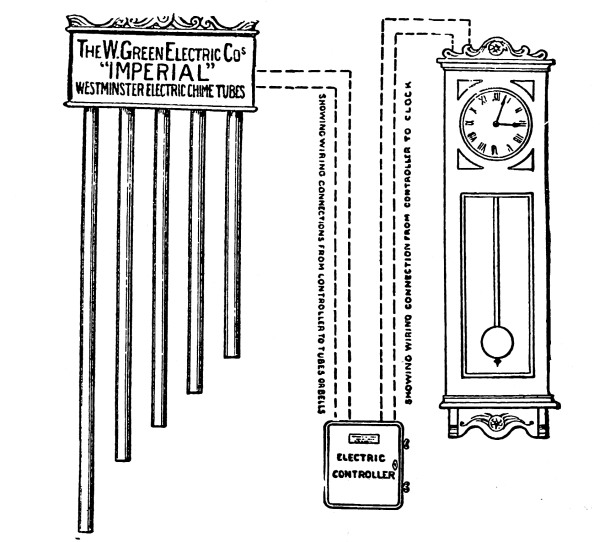 THE W. GREEN ELECTRIC COS
"IMPERIAL"
WESTMINSTER ELECTRIC CHIME TUBES
SHOWING WIRING CONNECTIONS FROM CONTROLLER TO TUBES OR BELLS
SHOWING WIRING CONNECTION FROM CONTROLLER TO CLOCK
ELECTRIC
CONTROLLER